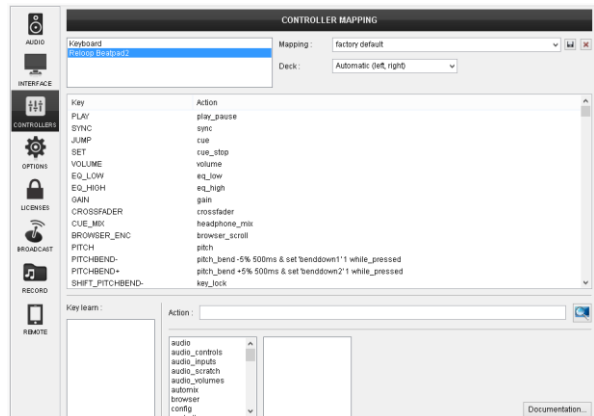 CONTROLLER MAPPING
AUDIO
INTERFACE
CONTROLLERS
OPTIONS
LICENSES
BROADCAST
RECORD
REMOTE
Keyboard
Reloop Beatpad2
Mapping : factory default
Deck : Automatic (left, right)
Key Action
PLAY play_pause
SYNC sync
JUMP cue
SET cue_stop
VOLUME volume
EQ_LOW eq_low
EQ_HIGH eq_high
GAIN gain
CROSSFADER crossfader
CUE_MIX headphone_mix
BROWSER_ENC browser_scroll
PITCH pitch
PITCHBEND- pitch_bend -5% 500ms & set 'benddown1' 1 while_pressed
PITCHBEND+ pitch_bend +5% 500ms & set 'benddown2' 1 while_pressed
SHIFT_PITCHBEND- key_lock
Key learn :
Action :
audio
audio_controls
audio_inputs
audio_scratch
audio_volumes
automix
browser
config
Documentation...